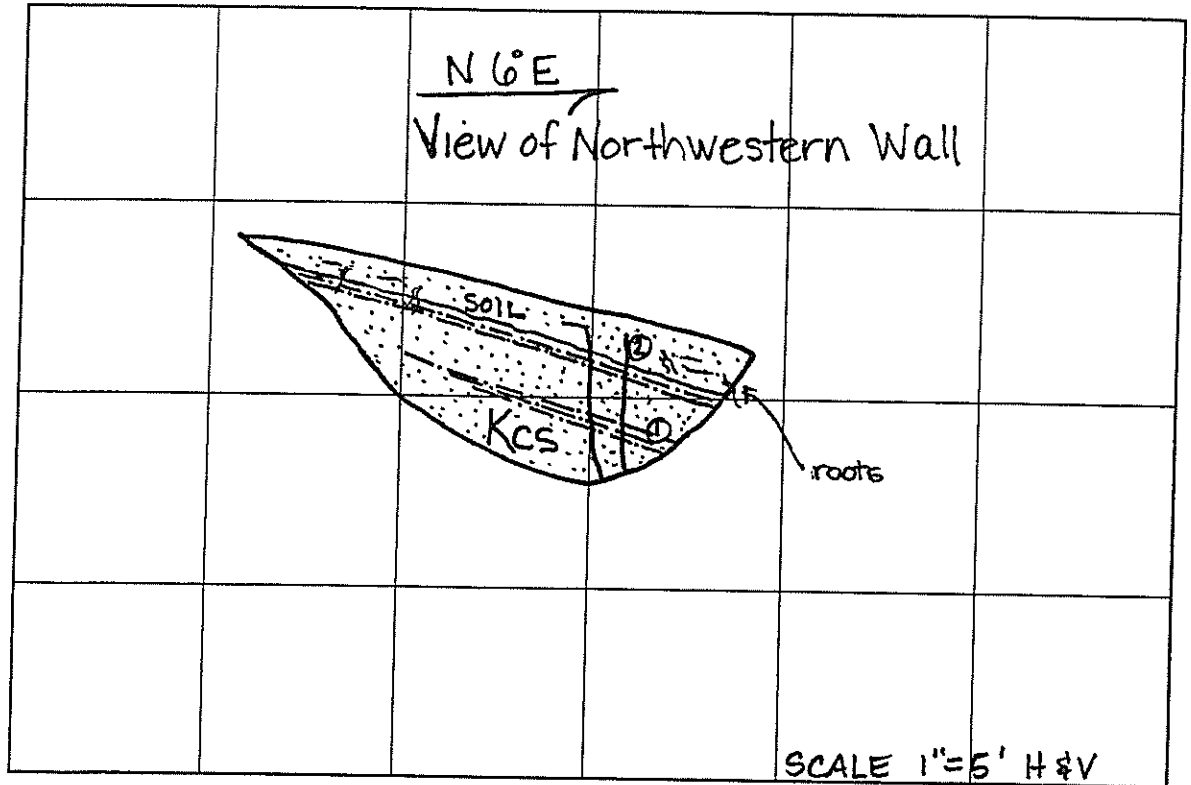 N 6° E
View of Northwestern Wall
SOIL
②
KCS
①
roots
SCALE 1"=5' H & V